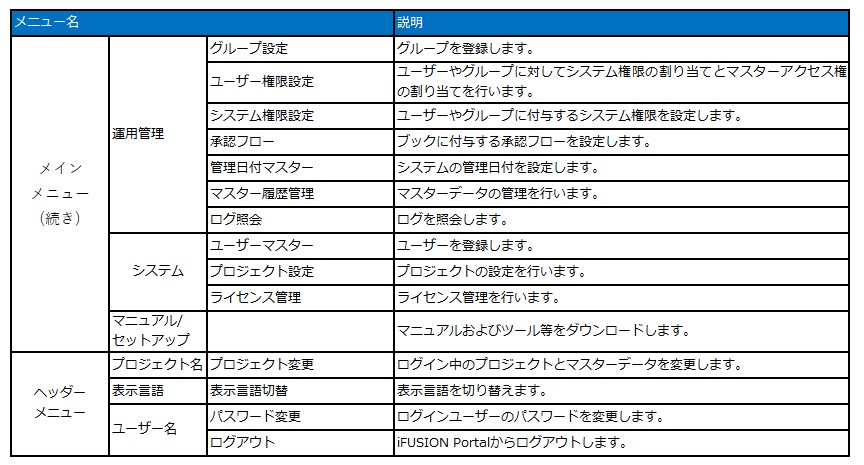 メニュー名 説明
メイン
メニュー
（続き）
運用管理
グループ設定 グループを登録します。
ユーザー権限設定 ユーザーやグループに対してシステム権限の割り当てとマスターアクセス権
の割り当てを行います。
システム権限設定 ユーザーやグループに付与するシステム権限を設定します。
承認フロー ブックに付与する承認フローを設定します。
管理日付マスター システムの管理日付を設定します。
マスター履歴管理 マスターデータの管理を行います。
ログ照会 ログを照会します。
システム
ユーザーマスター ユーザーを登録します。
プロジェクト設定 プロジェクトの設定を行います。
ライセンス管理 ライセンス管理を行います。
マニュアル/
セットアップ
マニュアルおよびツール等をダウンロードします。
ヘッダー
メニュー
プロジェクト名 プロジェクト変更 ログイン中のプロジェクトとマスターデータを変更します。
表示言語 表示言語切替 表示言語を切り替えます。
ユーザー名
パスワード変更 ログインユーザーのパスワードを変更します。
ログアウト iFUSION Portalからログアウトします。